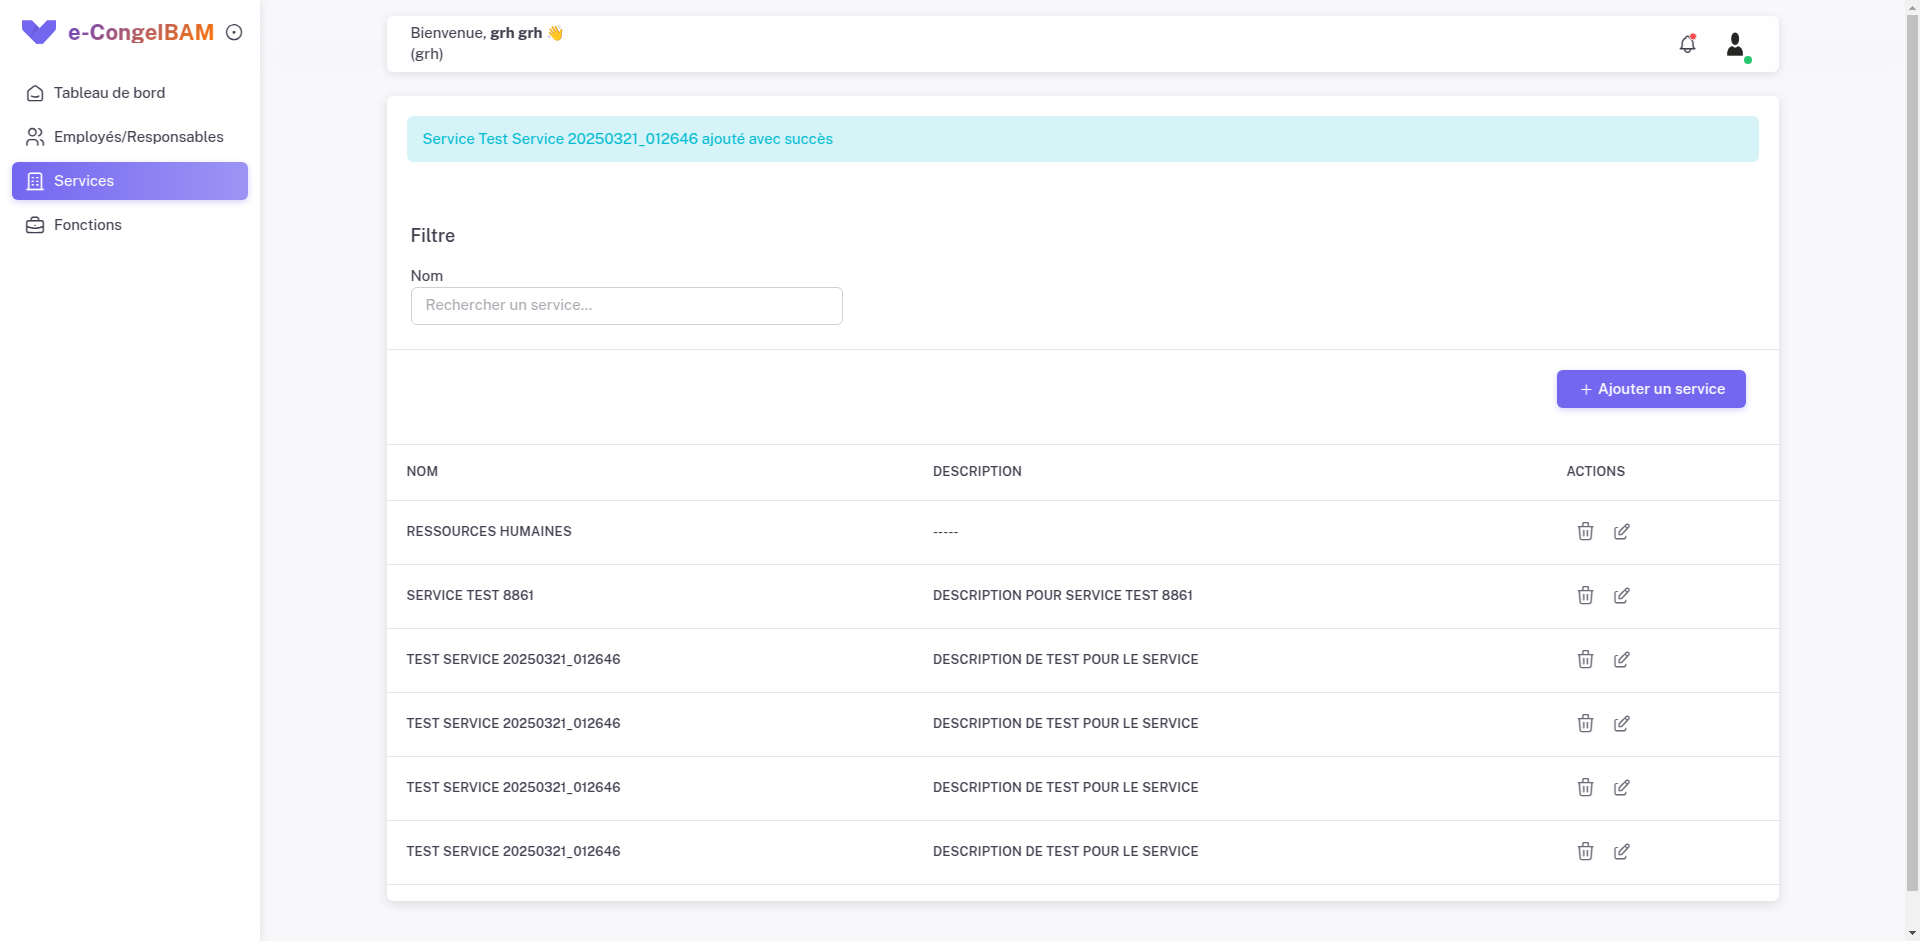 e-CongelBAM
Tableau de bord
Employés/Responsables
Services
Fonctions
Bienvenue, grh grh 👋
(grh)
Service Test Service 20250321_012646 ajouté avec succès
Filtre
Nom
Rechercher un service...
Ajouter un service
NOM DESCRIPTION ACTIONS
RESSOURCES HUMAINES -----
SERVICE TEST 8861 DESCRIPTION POUR SERVICE TEST 8861
TEST SERVICE 20250321_012646 DESCRIPTION DE TEST POUR LE SERVICE
TEST SERVICE 20250321_012646 DESCRIPTION DE TEST POUR LE SERVICE
TEST SERVICE 20250321_012646 DESCRIPTION DE TEST POUR LE SERVICE
TEST SERVICE 20250321_012646 DESCRIPTION DE TEST POUR LE SERVICE